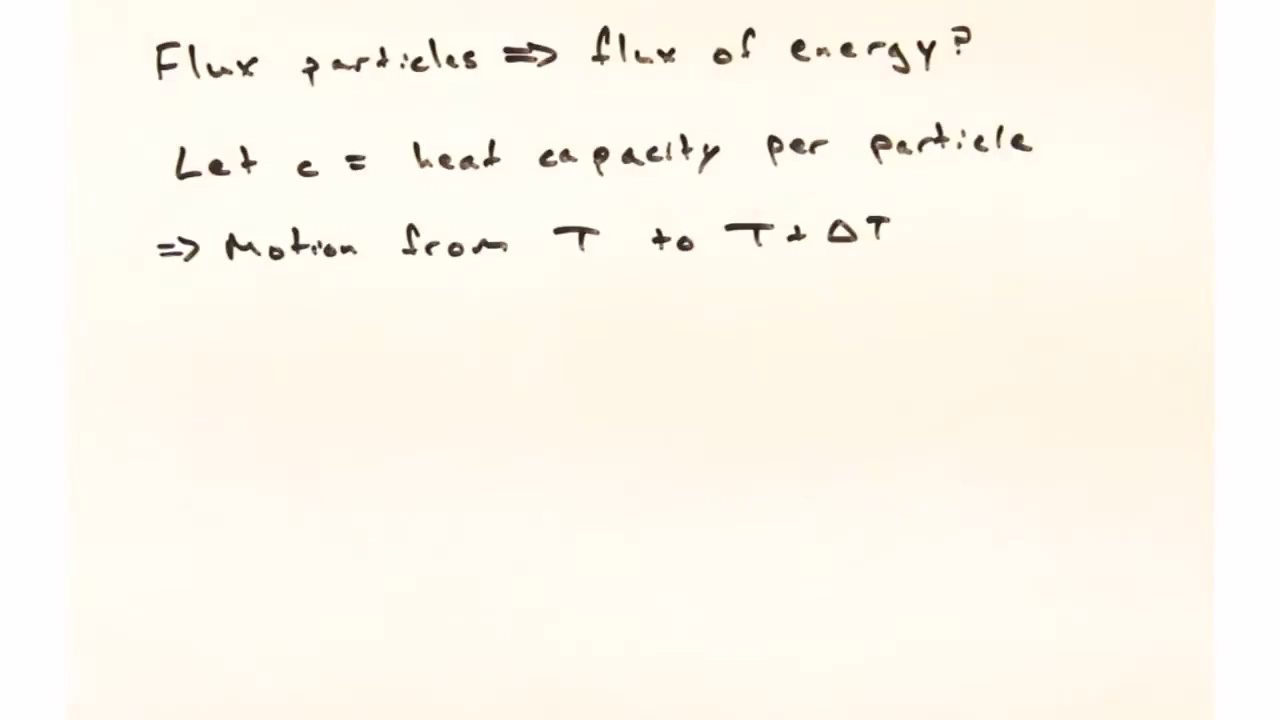 Flux particles => flux of energy?
Let c = heat capacity per particle
=> Motion from T to T + ΔT